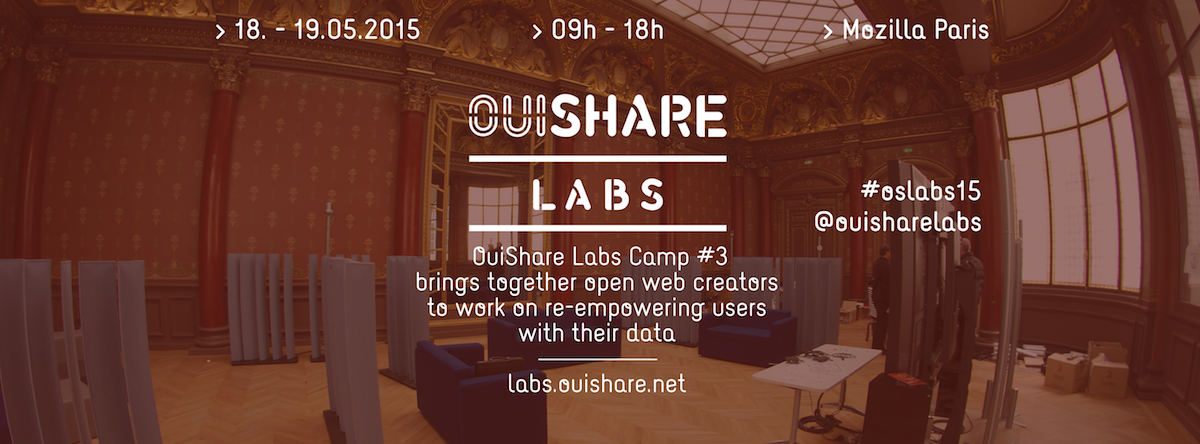 > 18. - 19.05.2015
> 09h - 18h
> Mozilla Paris
OUISHARE
LABS
#oslabs15
@ouisharelabs
OuiShare Labs Camp #3
brings together open web creators
to work on re-empowering users
with their data
labs.ouishare.net